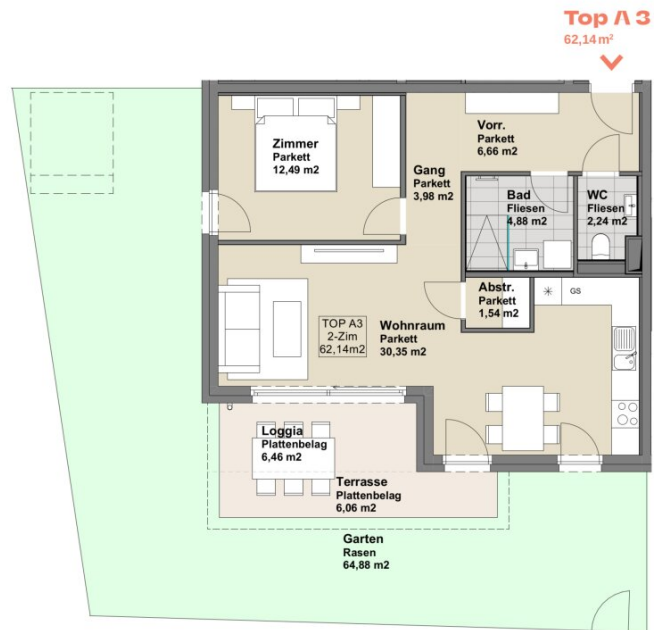 Top A 3
62,14 m²
Zimmer
Parkett
12,49 m2
Vorr.
Parkett
6,66 m2
Gang
Parkett
3,98 m2
Bad
Fliesen
4,88 m2
WC
Fliesen
2,24 m2
Abstr.
Parkett
1,54 m2
GS
TOP A3
2-Zim
62,14m2
Wohnraum
Parkett
30,35 m2
Loggia
Plattenbelag
6,46 m2
Terrasse
Plattenbelag
6,06 m2
Garten
Rasen
64,88 m2